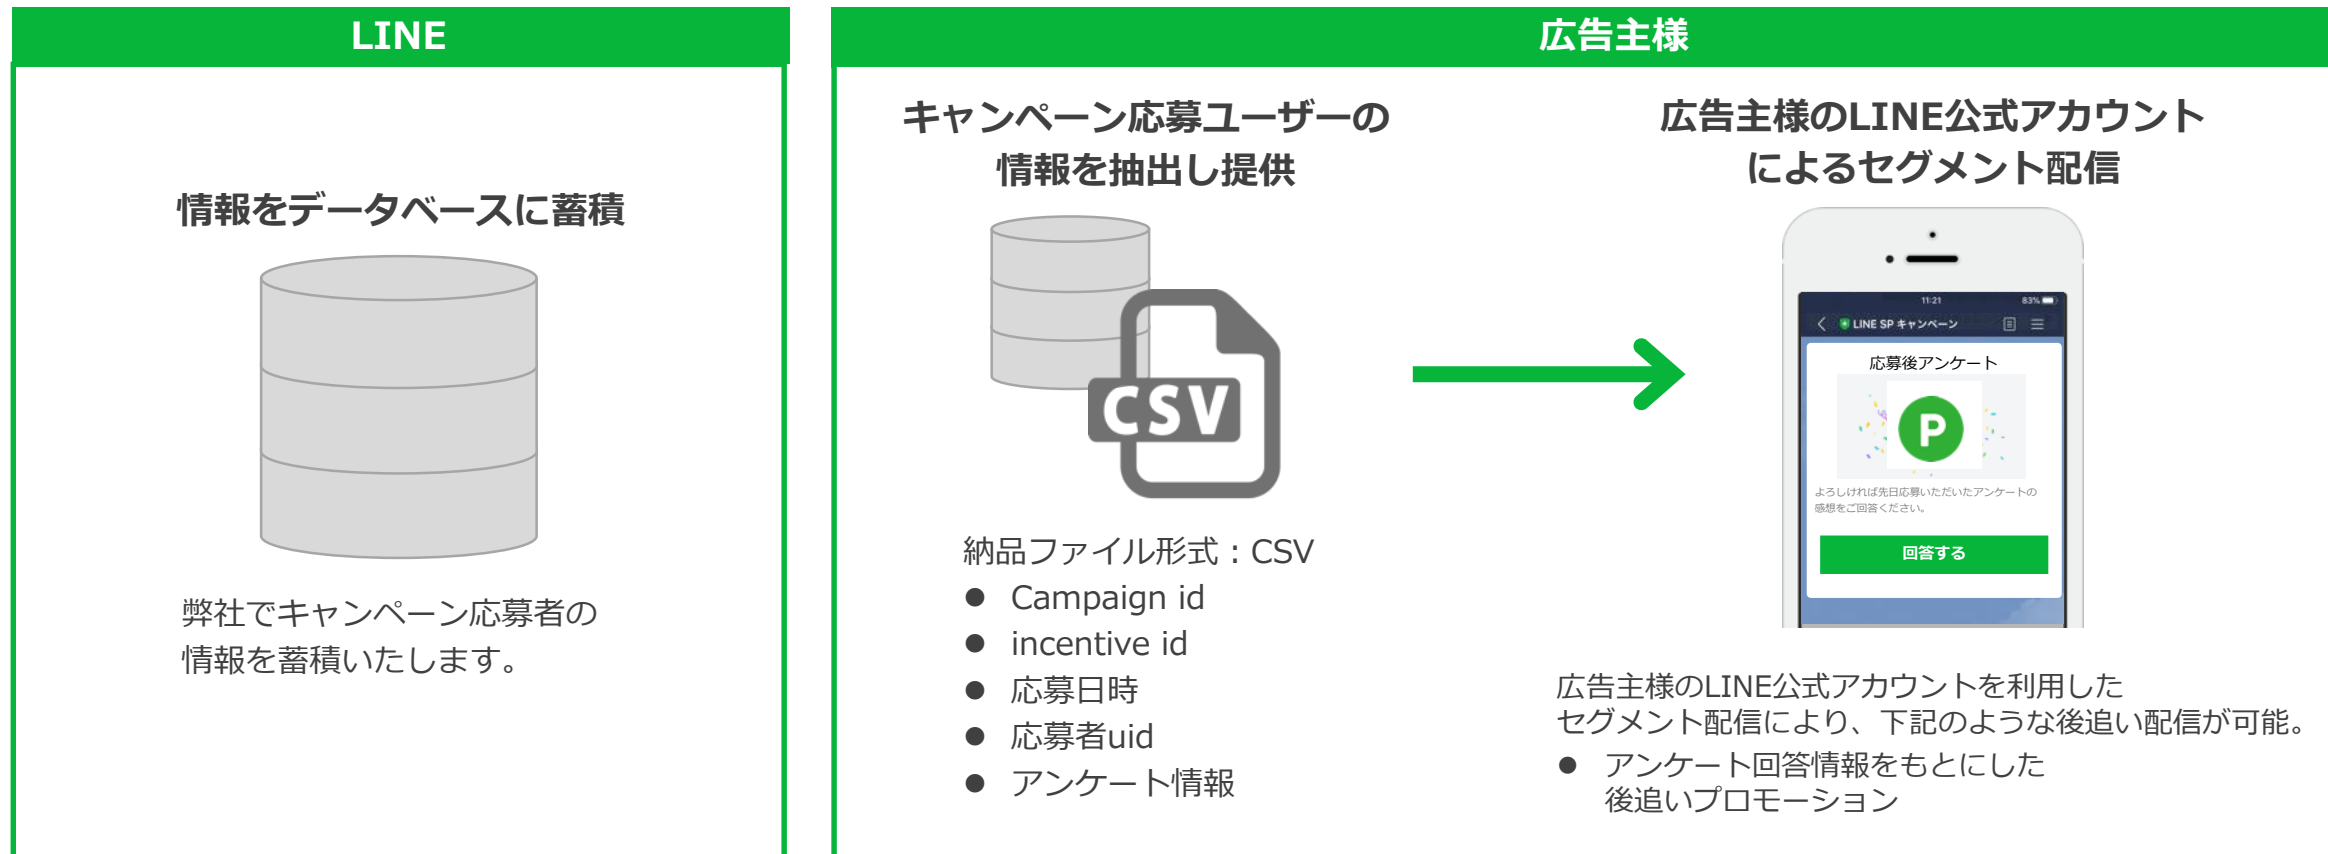 LINE
情報をデータベースに蓄積
弊社でキャンペーン応募者の
情報を蓄積いたします。
広告主様
キャンペーン応募ユーザーの
情報を抽出し提供
CSV
納品ファイル形式：CSV
● Campaign id
● incentive id
● 応募日時
● 応募者uid
● アンケート情報
広告主様のLINE公式アカウント
によるセグメント配信
11:21 83%
LINE SP キャンペーン
応募後アンケート
P
よろしければ先日応募いただいたアンケートの
感想をご回答ください。
回答する
広告主様のLINE公式アカウントを利用した
セグメント配信により、下記のような後追い配信が可能。
● アンケート回答情報をもとにした
後追いプロモーション